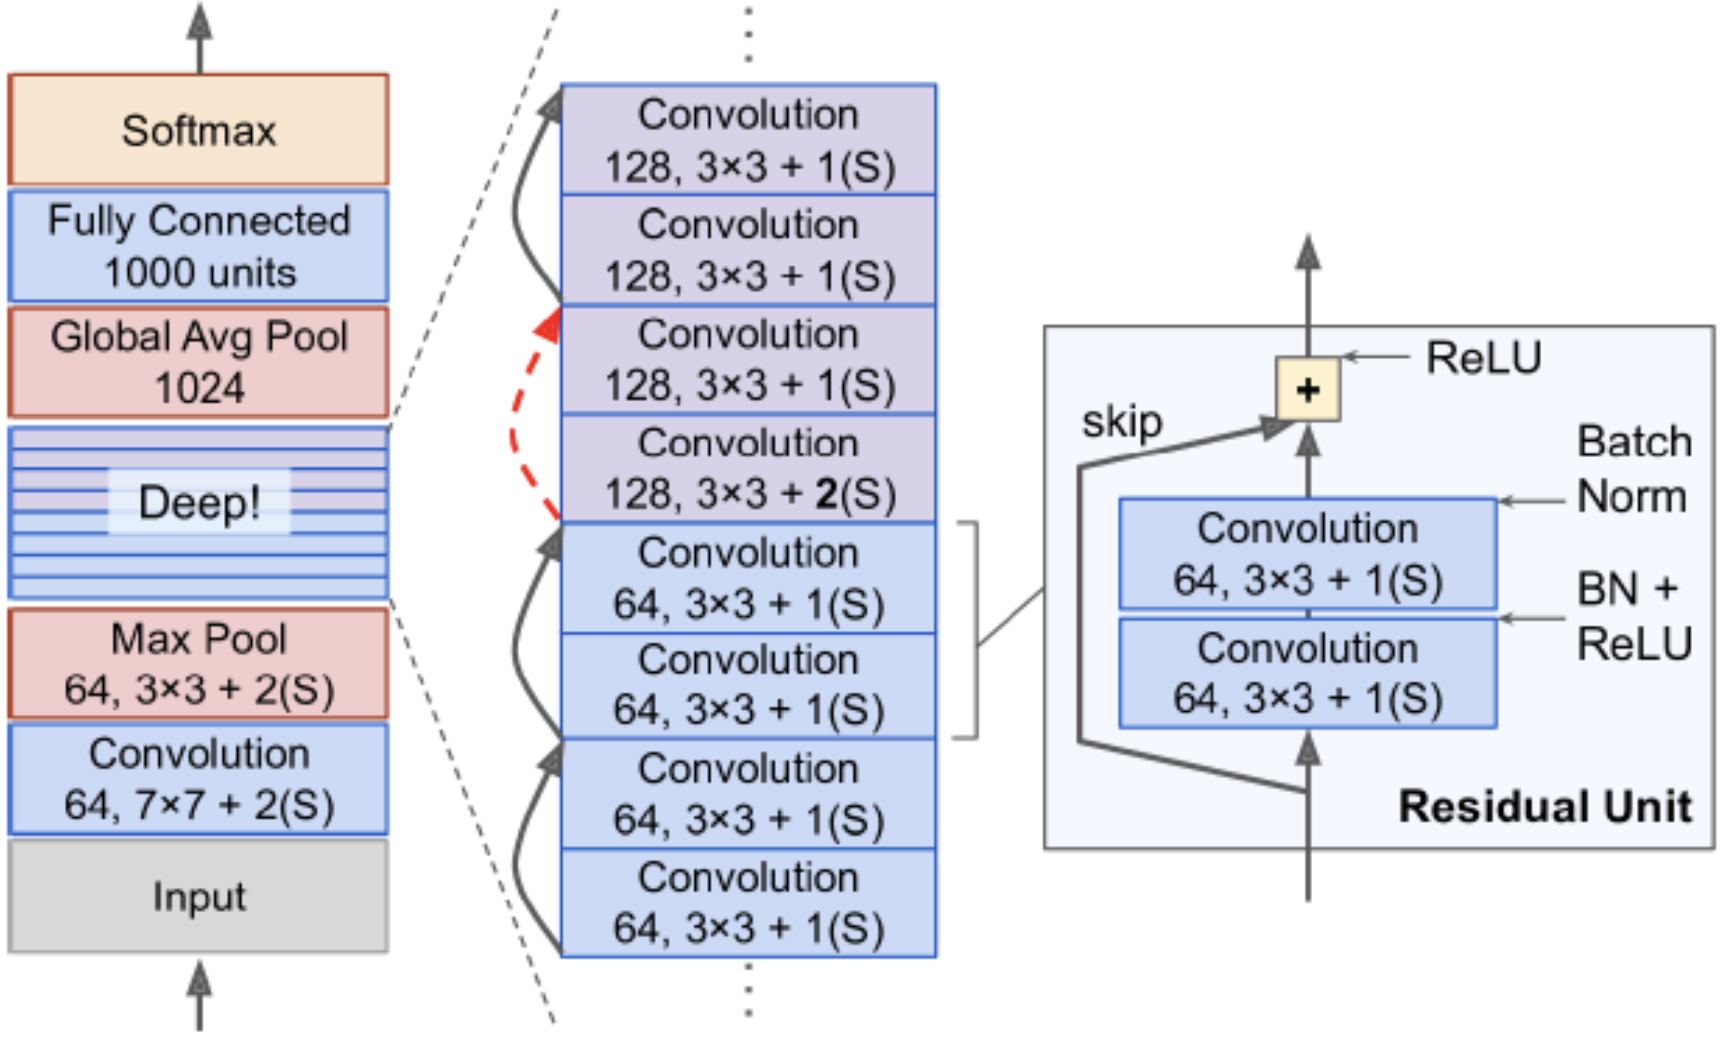 Softmax
Fully Connected
1000 units
Global Avg Pool
1024
Deep!
Max Pool
64, 3×3 + 2(S)
Convolution
64, 7×7 + 2(S)
Input
Convolution
128, 3×3 + 1(S)
Convolution
128, 3×3 + 1(S)
Convolution
128, 3×3 + 1(S)
Convolution
128, 3×3 + 2(S)
Convolution
64, 3×3 + 1(S)
Convolution
64, 3×3 + 1(S)
Convolution
64, 3×3 + 1(S)
Convolution
64, 3×3 + 1(S)
+
ReLU
skip
Batch
Norm
Convolution
64, 3×3 + 1(S)
BN +
ReLU
Convolution
64, 3×3 + 1(S)
Residual Unit